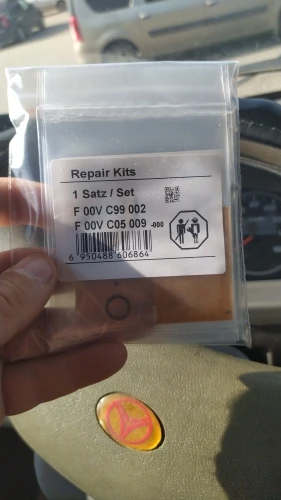 Repair Kits
1 Satz / Set
F 00V C99 002
F 00V C05 009 -000
6 950488 606864